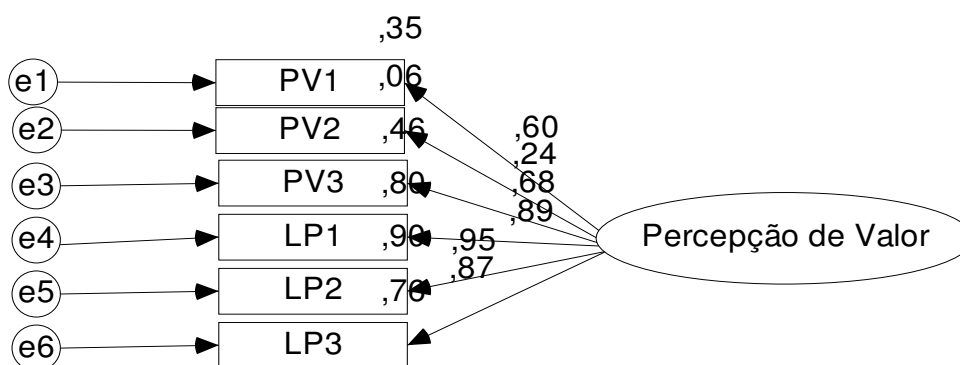 ,35
e1 PV1 ,06
e2 PV2 ,46 ,60
,24
e3 PV3 ,80 ,68
,89
e4 LP1 ,90 ,95 Percepção de Valor
,87
e5 LP2 ,76
e6 LP3